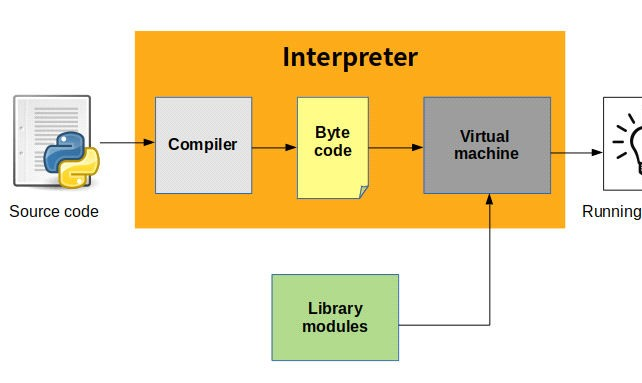 Interpreter
Compiler
Byte
code
Virtual
machine
Source code
Running
Library
modules